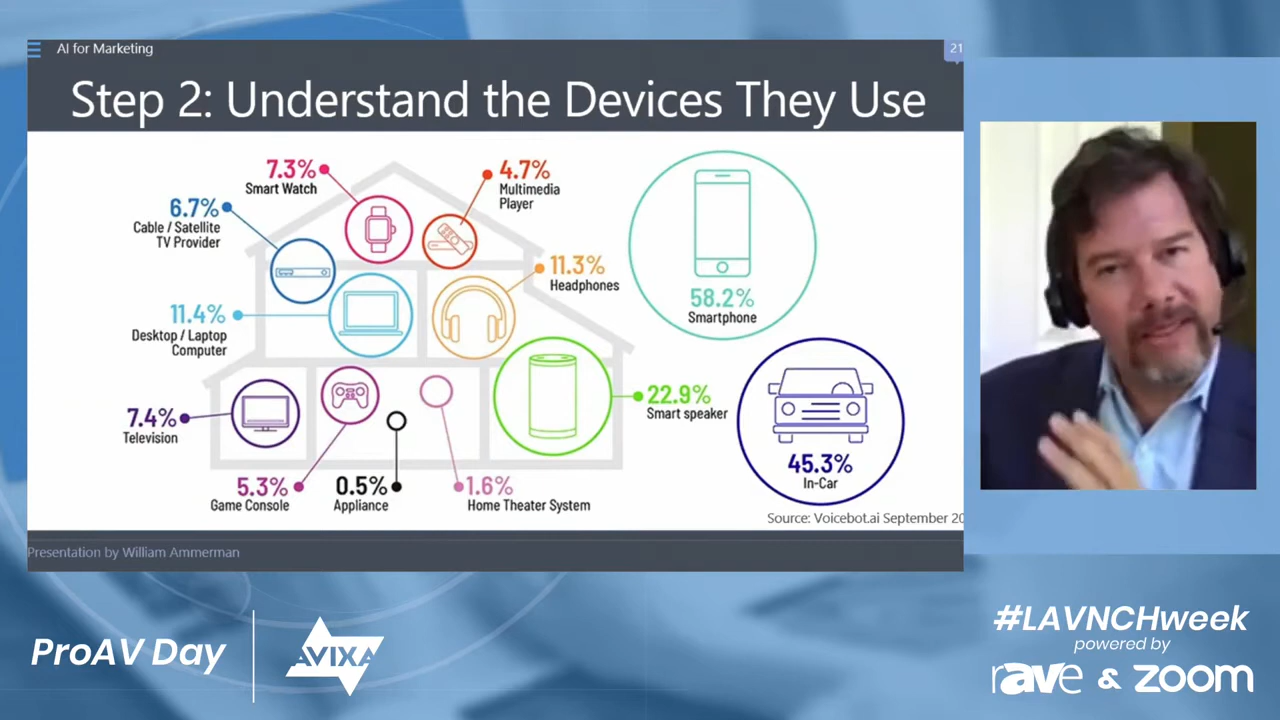 AI for Marketing
21
Step 2: Understand the Devices They Use
7.3%
Smart Watch
4.7%
Multimedia
Player
6.7%
Cable / Satellite
TV Provider
11.3%
Headphones
58.2%
Smartphone
11.4%
Desktop / Laptop
Computer
22.9%
Smart speaker
7.4%
Television
45.3%
In-Car
5.3%
Game Console
0.5%
Appliance
1.6%
Home Theater System
Source: Voicebot.ai September 20
Presentation by William Ammerman
ProAV Day
AVIXA
#LAVNCHweek
powered by
rave & zoom